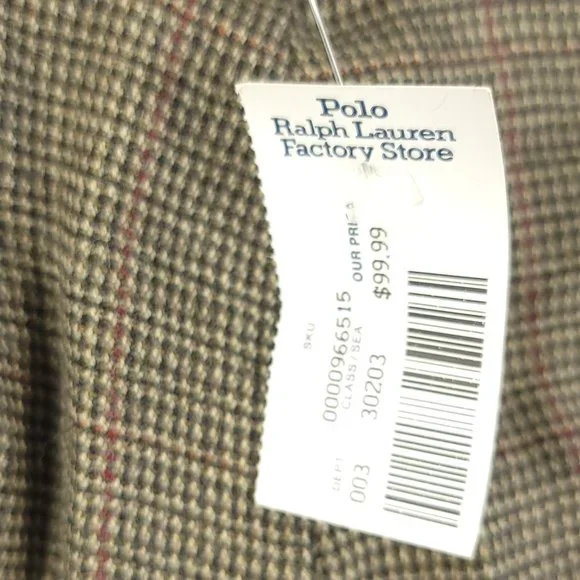 Polo
Ralph Lauren
Factory Store
OUR PRICE
$99.99
SKU
0000966515
CLASS/SEA
30203
DEPT
003